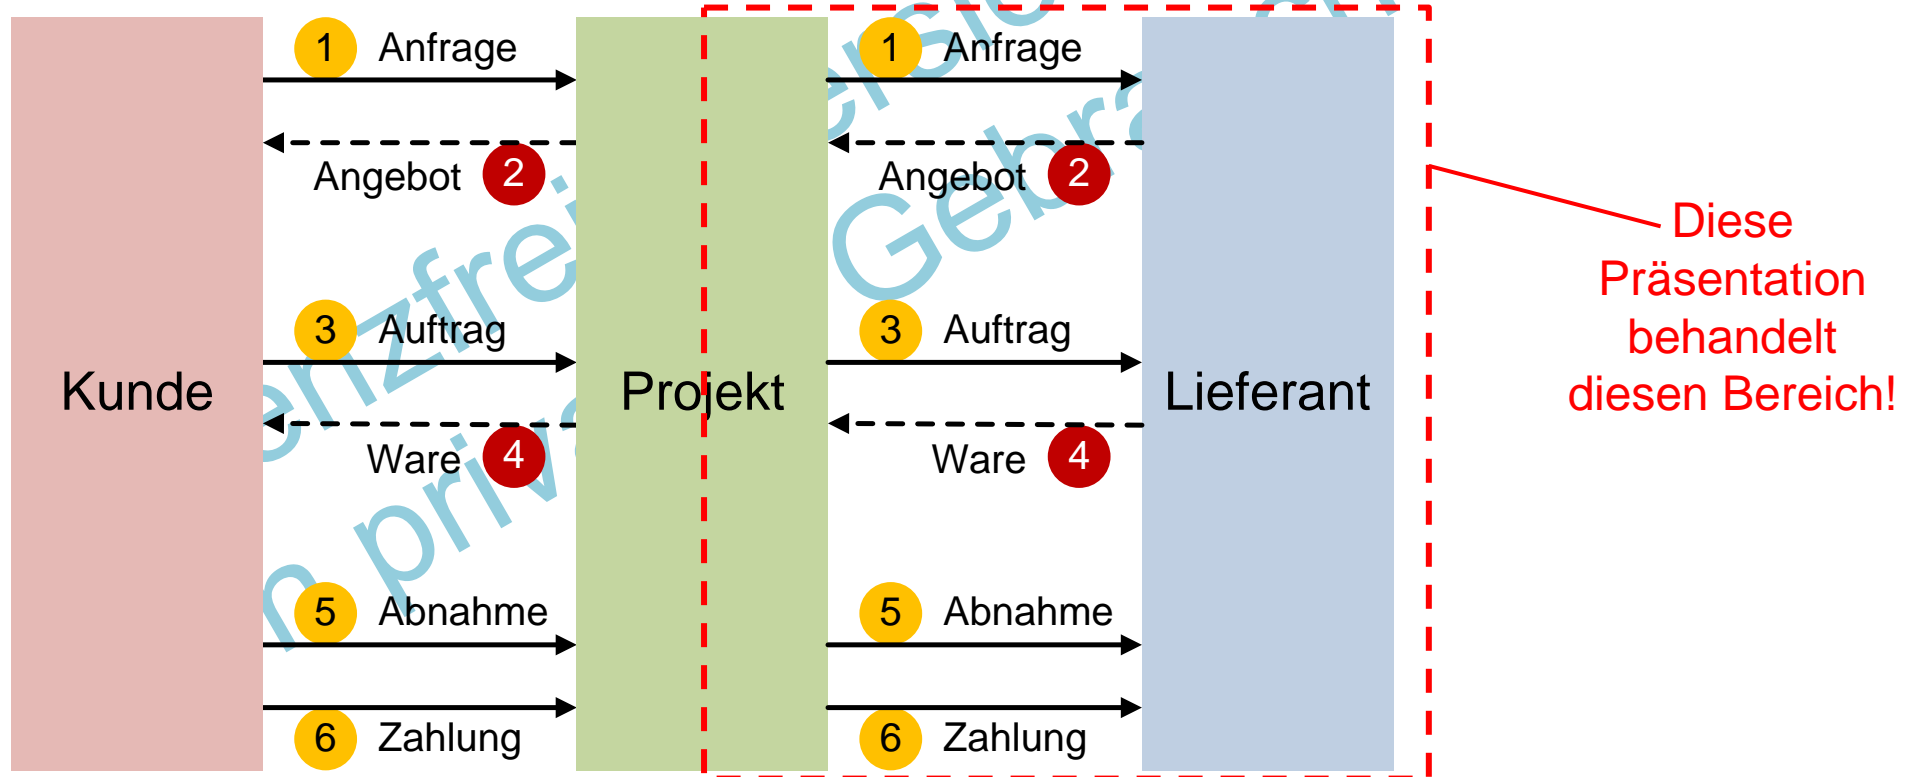 1 Anfrage
1 Anfrage
Angebot 2
Angebot 2
Diese
Präsentation
behandelt
diesen Bereich!
3 Auftrag
3 Auftrag
Kunde
Projekt
Lieferant
Ware 4
Ware 4
5 Abnahme
5 Abnahme
6 Zahlung
6 Zahlung